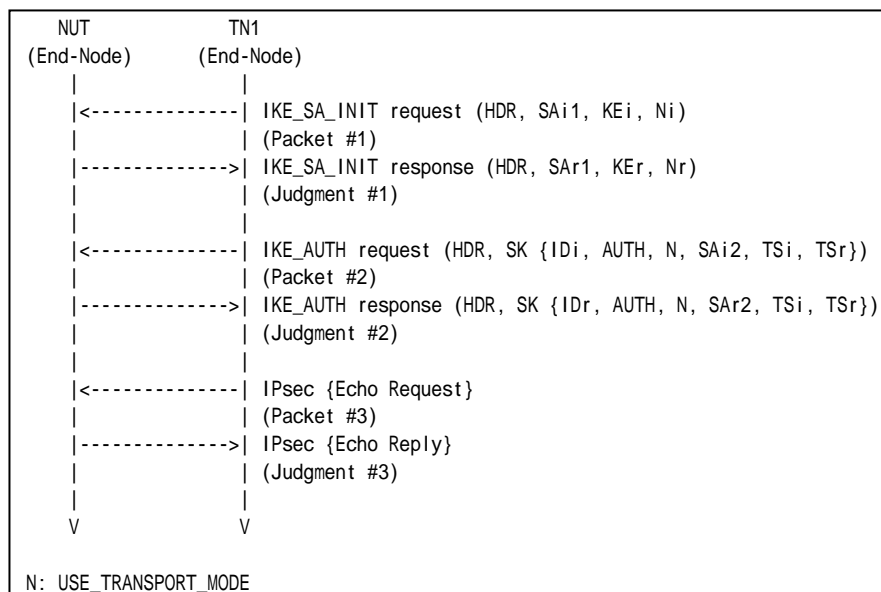 NUT TN1
(End-Node) (End-Node)
| |
|<--------------| IKE_SA_INIT request (HDR, SAi1, KEi, Ni)
| | (Packet #1)
|-------------->| IKE_SA_INIT response (HDR, SAr1, KEr, Nr)
| | (Judgment #1)
| |
|<--------------| IKE_AUTH request (HDR, SK {IDi, AUTH, N, SAi2, TSi, TSr})
| | (Packet #2)
|-------------->| IKE_AUTH response (HDR, SK {IDr, AUTH, N, SAr2, TSi, TSr})
| | (Judgment #2)
| |
|<--------------| IPsec {Echo Request}
| | (Packet #3)
|-------------->| IPsec {Echo Reply}
| | (Judgment #3)
| |
V V
N: USE_TRANSPORT_MODE